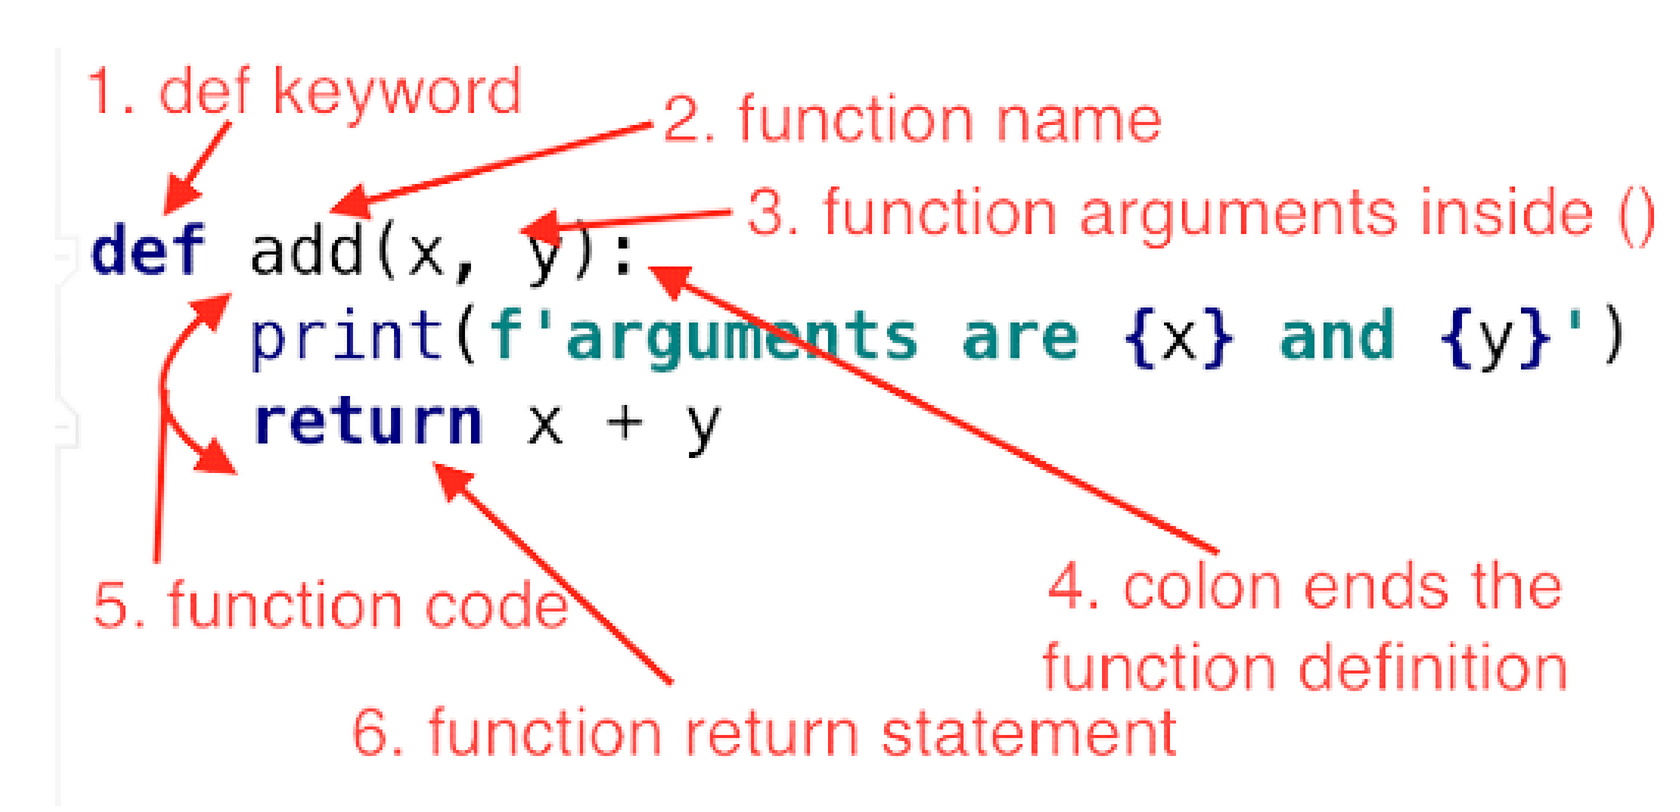 1. def keyword
2. function name
3. function arguments inside ()
def add(x, y):
print(f'arguments are {x} and {y}')
return x + y
5. function code
4. colon ends the
function definition
6. function return statement